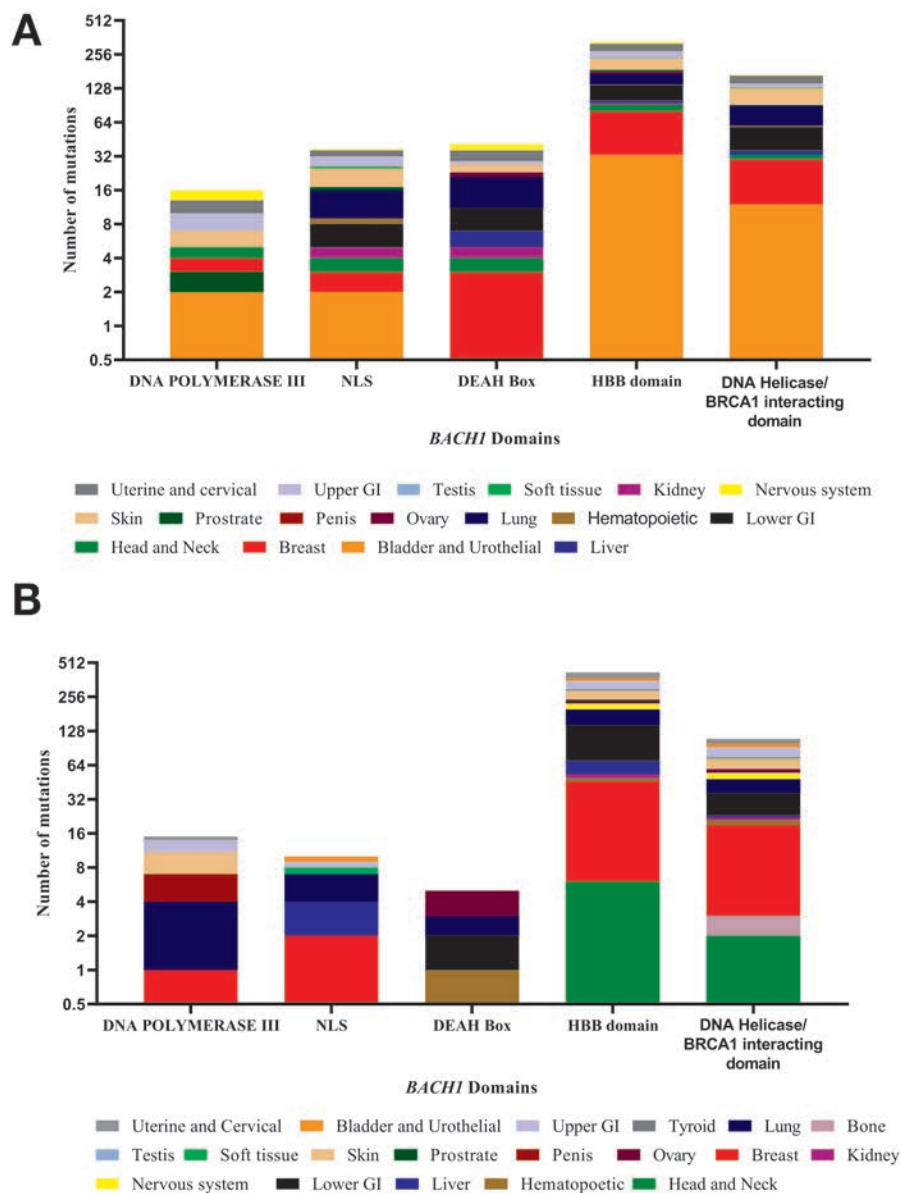 A
512
256
128
64
32
16
8
4
2
1
0.5
Number of mutations
DNA POLYMERASE III NLS DEAH Box HBB domain DNA Helicase/
BRCA1 interacting
domain
BACH1 Domains
Uterine and cervical Upper GI Testis Soft tissue Kidney Nervous system
Skin Prostrate Penis Ovary Lung Hematopoietic Lower GI
Head and Neck Breast Bladder and Urothelial Liver
B
512
256
128
64
32
16
8
4
2
1
0.5
Number of mutations
DNA POLYMERASE III NLS DEAH Box HBB domain DNA Helicase/
BRCA1 interacting
domain
BACH1 Domains
Uterine and Cervical Bladder and Urothelial Upper GI Tyroid Lung Bone
Testis Soft tissue Skin Prostrate Penis Ovary Breast Kidney
Nervous system Lower GI Liver Hematopoetic Head and Neck